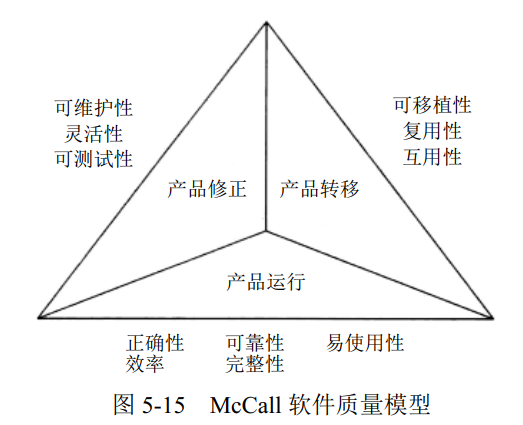 可维护性
灵活性
可测试性
可移植性
复用性
互用性
产品修正 产品转移
产品运行
正确性 可靠性 易使用性
效率 完整性
图 5-15 McCall 软件质量模型